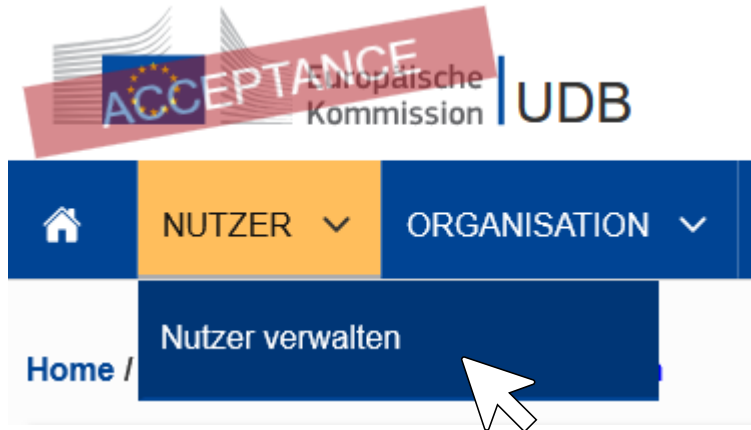 ACCEPTANCE
Europäische
Kommission
UDB
NUTZER
ORGANISATION
Nutzer verwalten
Home /